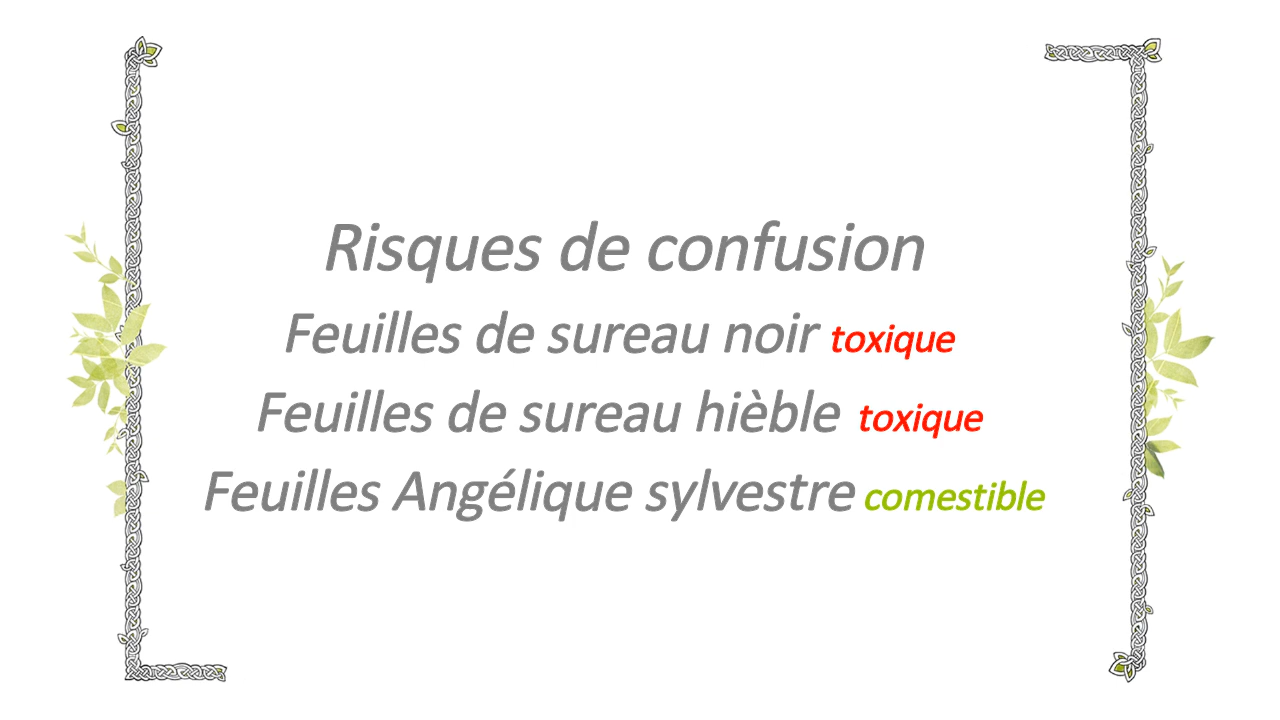 Risques de confusion
Feuilles de sureau noir toxique
Feuilles de sureau hièble toxique
Feuilles Angélique sylvestre comestible